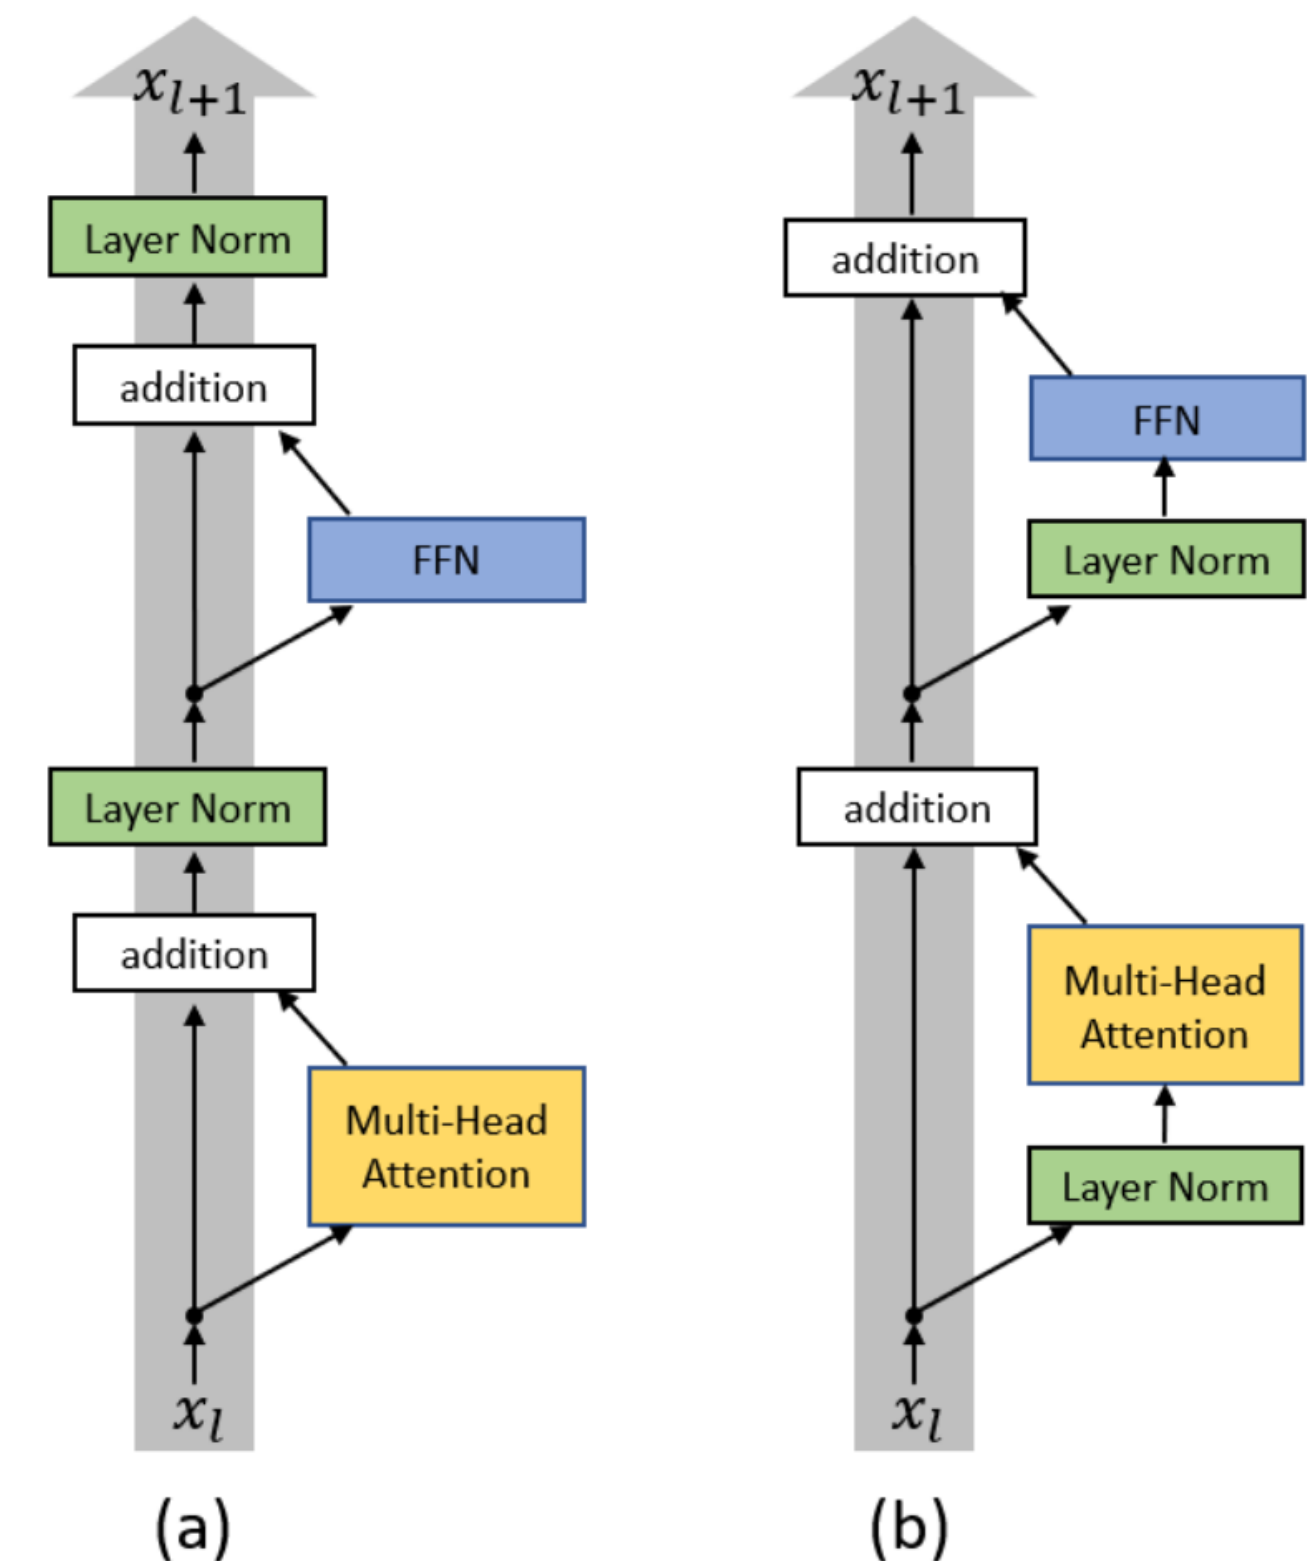 x_{l+1}
Layer Norm
addition
FFN
Layer Norm
addition
Multi-Head
Attention
x_l
(a)
x_{l+1}
addition
FFN
Layer Norm
addition
Multi-Head
Attention
Layer Norm
x_l
(b)